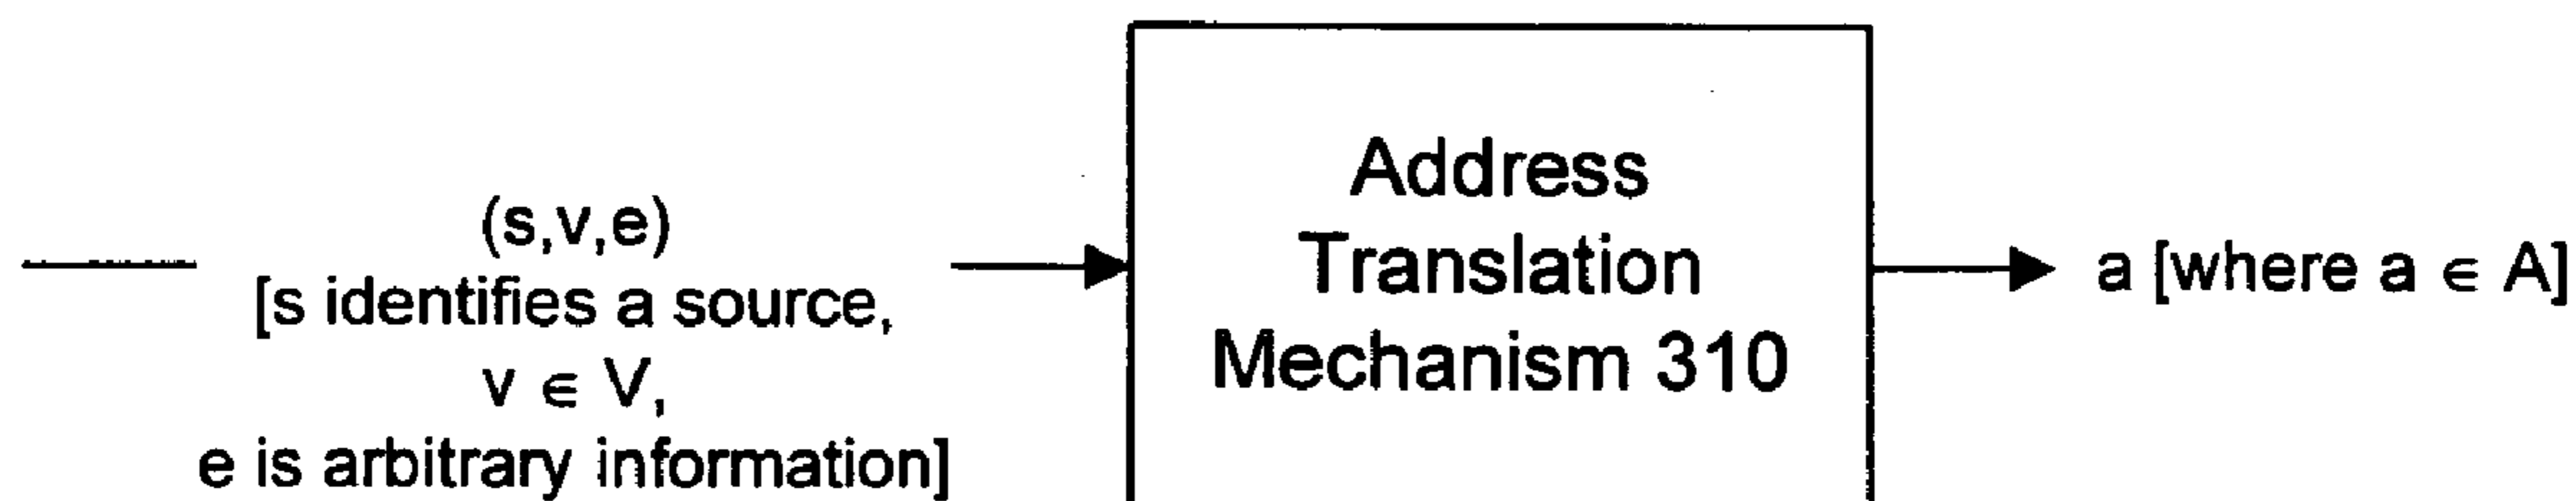 (s,v,e)
[s identifies a source,
v ∈ V,
e is arbitrary information]
Address
Translation
Mechanism 310
a [where a ∈ A]